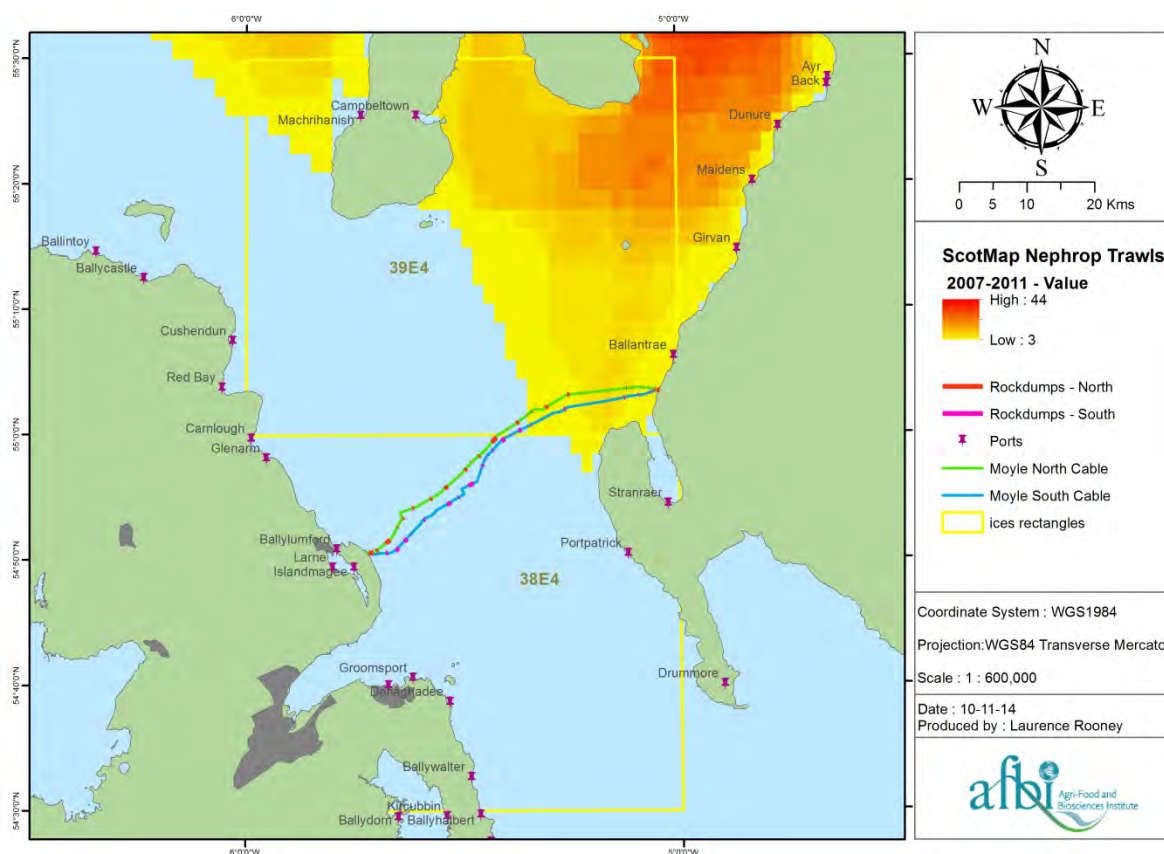 6°0'0"W
5°0'0"W
55°30'0"N
55°20'0"N
55°10'0"N
55°0'0"N
54°50'0"N
54°40'0"N
54°30'0"N
Ayr
Back
Campbeltown
Machrihanish
Dunure
Maidens
Ballintoy
Girvan
Ballycastle
39E4
Cushendun
Ballantrae
Red Bay
Carnlough
Glenarm
Stranraer
Ballylumford
Larne
Islandmagee
Portpatrick
38E4
Groomsport
Donaghadee
Drummore
Ballywalter
Kircubbin
Ballydorn
Ballyhalbert
6°0'0"W
5°0'0"W
N
W
E
S
0 5 10 20 Kms
ScotMap Nephrop Trawls
2007-2011 - Value
High : 44
Low : 3
Rockdumps - North
Rockdumps - South
Ports
Moyle North Cable
Moyle South Cable
ices rectangles
Coordinate System : WGS1984
Projection:WGS84 Transverse Mercato
Scale : 1 : 600,000
Date : 10-11-14
Produced by : Laurence Rooney
afbi
Agri-Food and
Biosciences Institute